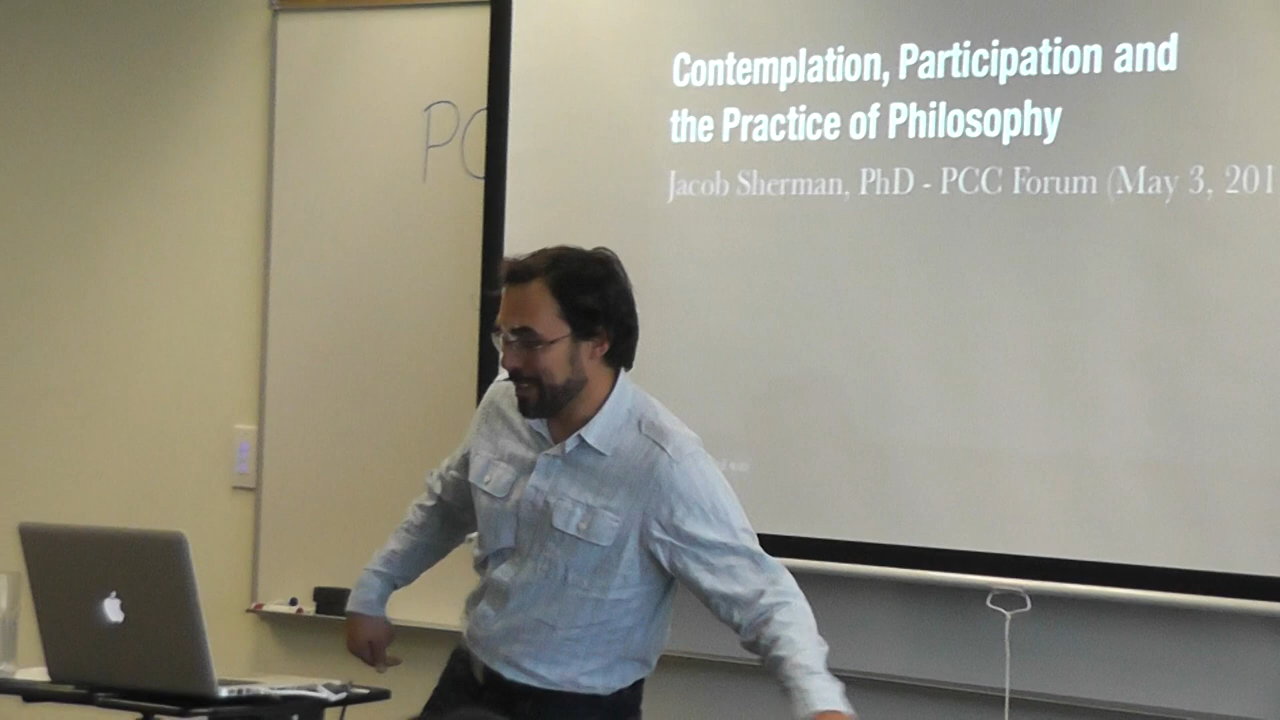 Contemplation, Participation and
the Practice of Philosophy
Jacob Sherman, PhD - PCC Forum (May 3, 201
PC